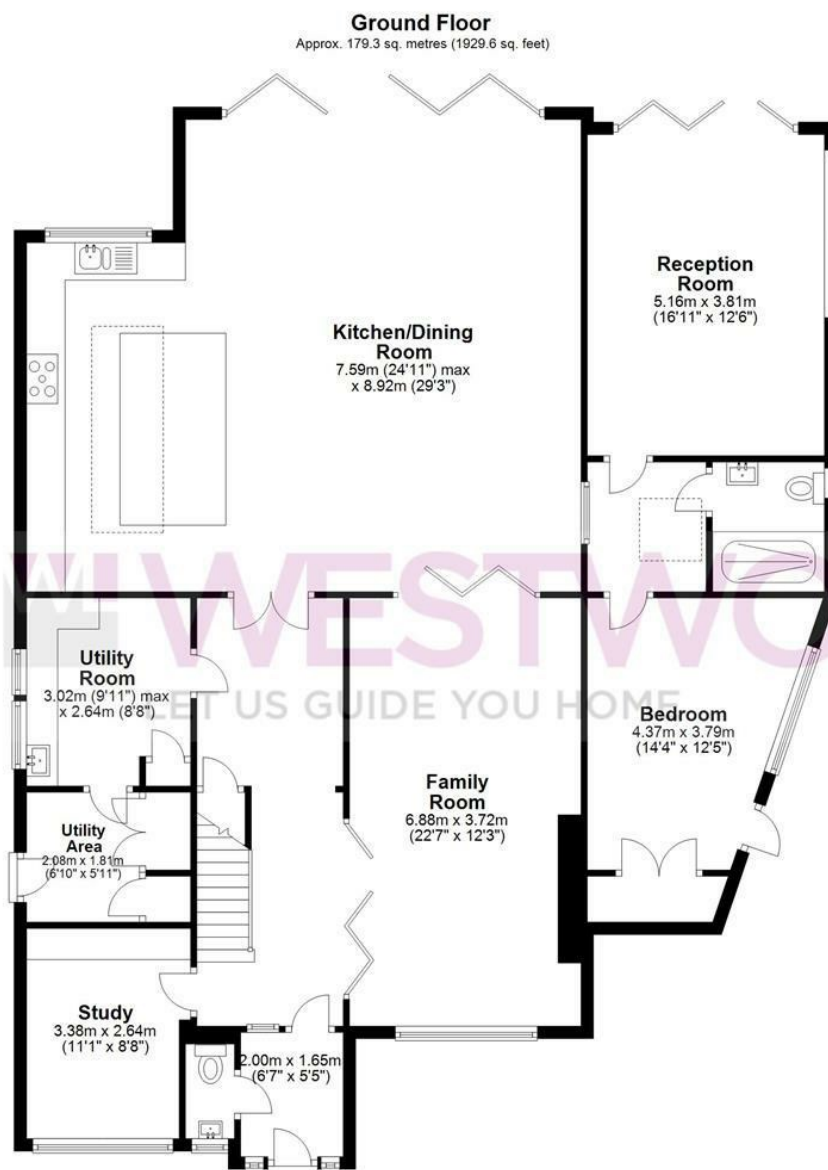 Ground Floor
Approx. 179.3 sq. metres (1929.6 sq. feet)
Reception
Room
5.16m x 3.81m
(16'11" x 12'6")
Kitchen/Dining
Room
7.59m (24'11") max
x 8.92m (29'3")
WESTWO
LET US GUIDE YOU HOME
Utility
Room
3.02m (9'11") max
x 2.64m (8'8")
Bedroom
4.37m x 3.79m
(14'4" x 12'5")
Family
Room
6.88m x 3.72m
(22'7" x 12'3")
Utility
Area
2.08m x 1.81m
(6'10" x 5'11")
Study
3.38m x 2.64m
(11'1" x 8'8")
2.00m x 1.65m
(6'7" x 5'5")